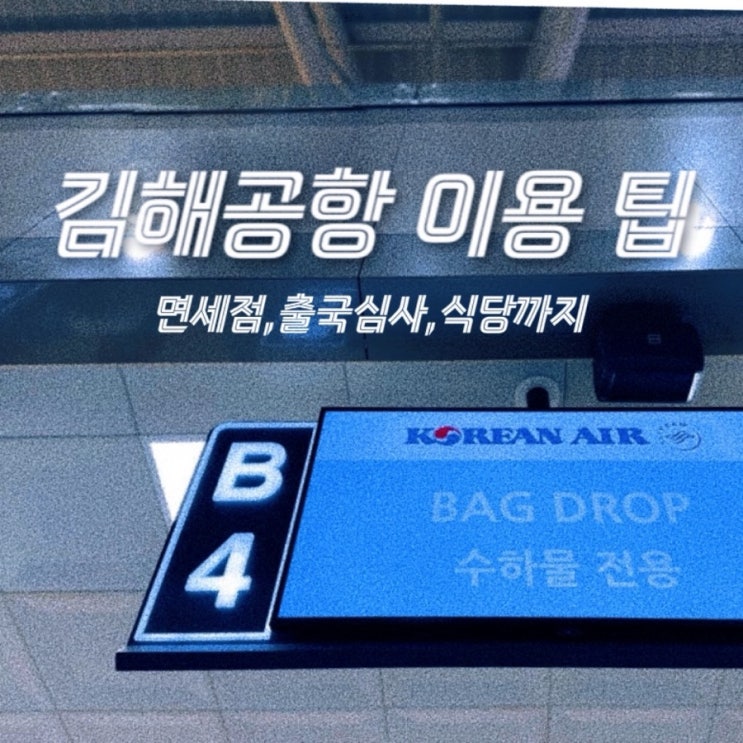 김해공항 이용 팁
면세점, 출국심사, 식당까지
B
4
KOREAN AIR
BAG DROP
수하물 전용